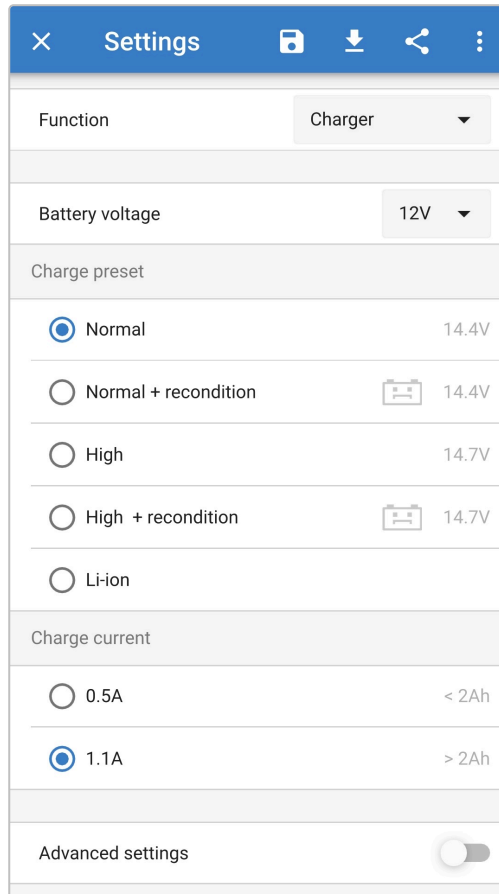 Settings
Function Charger
Battery voltage 12V
Charge preset
Normal 14.4V
Normal + recondition 14.4V
High 14.7V
High + recondition 14.7V
Li-ion
Charge current
0.5A < 2Ah
1.1A > 2Ah
Advanced settings